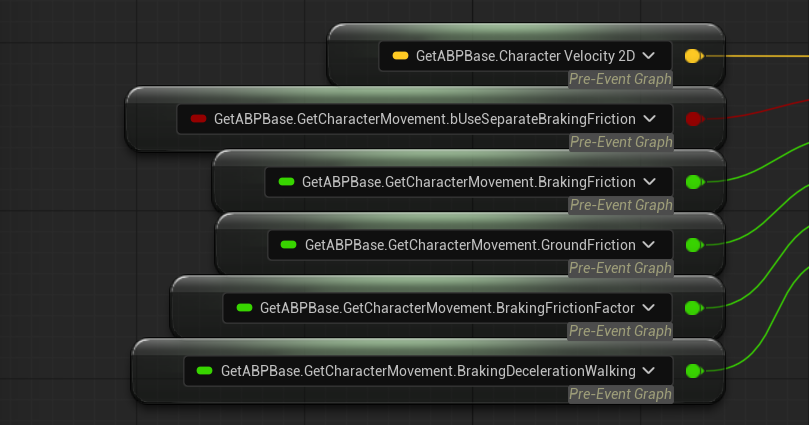 GetABPBase.Character Velocity 2D
Pre-Event Graph
GetABPBase.GetCharacterMovement.bUseSeparateBrakingFriction
Pre-Event Graph
GetABPBase.GetCharacterMovement.BrakingFriction
Pre-Event Graph
GetABPBase.GetCharacterMovement.GroundFriction
Pre-Event Graph
GetABPBase.GetCharacterMovement.BrakingFrictionFactor
Pre-Event Graph
GetABPBase.GetCharacterMovement.BrakingDecelerationWalking
Pre-Event Graph